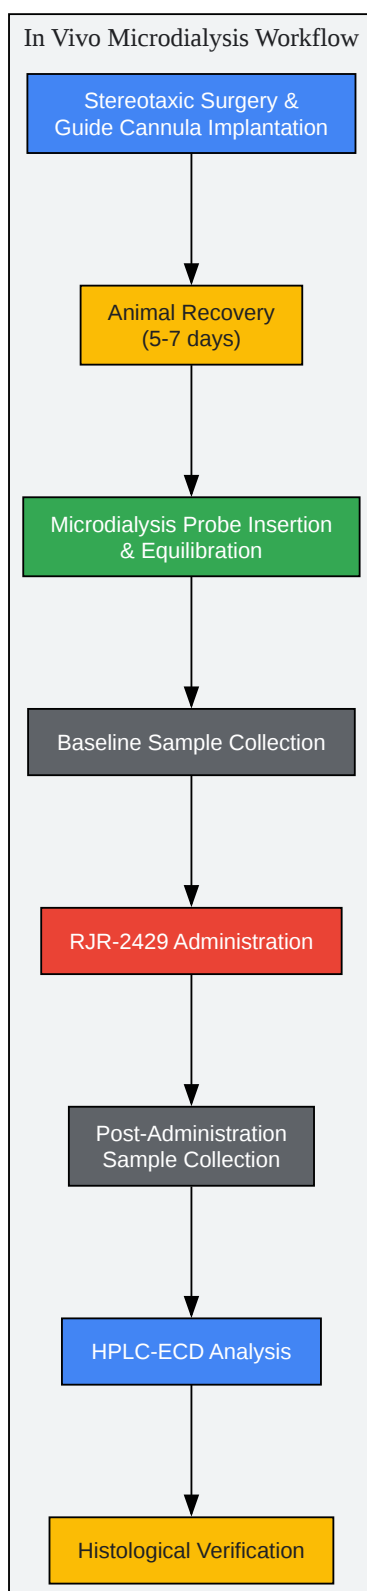 In Vivo Microdialysis Workflow
Stereotaxic Surgery &
Guide Cannula Implantation
Animal Recovery
(5-7 days)
Microdialysis Probe Insertion
& Equilibration
Baseline Sample Collection
RJR-2429 Administration
Post-Administration
Sample Collection
HPLC-ECD Analysis
Histological Verification